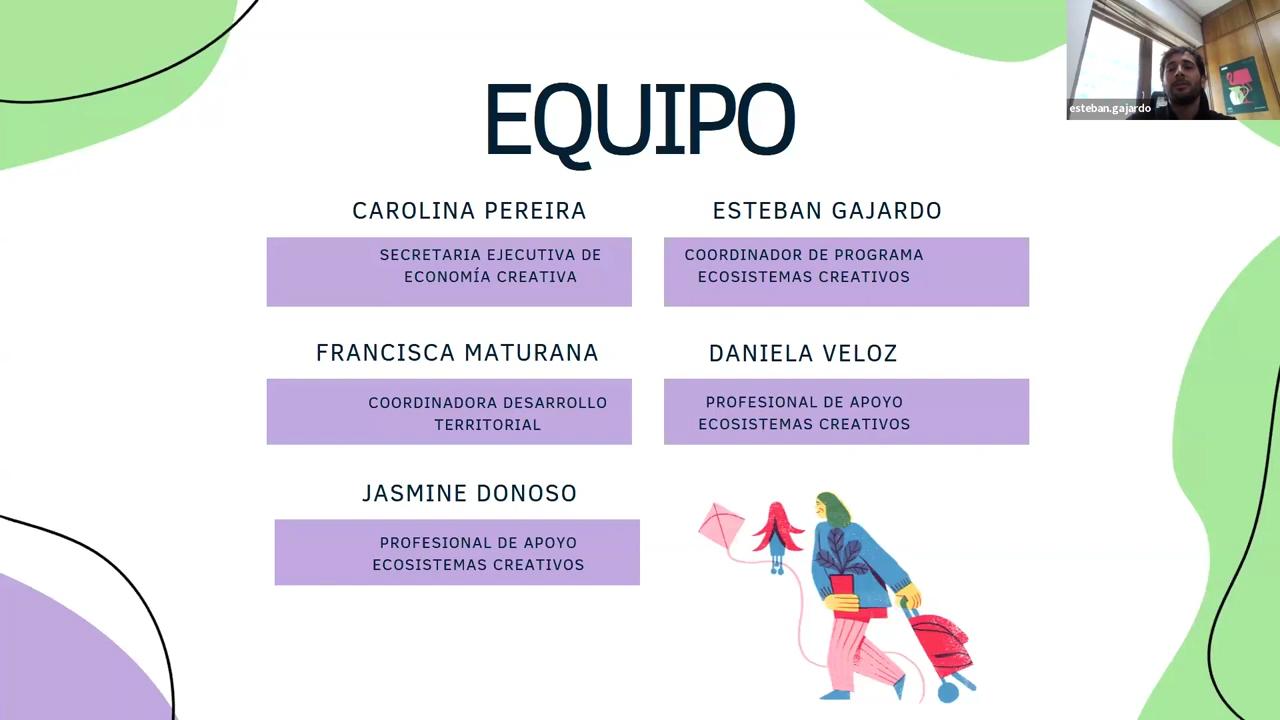 EQUIPO
esteban.gajardo
CAROLINA PEREIRA
SECRETARIA EJECUTIVA DE
ECONOMÍA CREATIVA
ESTEBAN GAJARDO
COORDINADOR DE PROGRAMA
ECOSISTEMAS CREATIVOS
FRANCISCA MATURANA
COORDINADORA DESARROLLO
TERRITORIAL
DANIELA VELOZ
PROFESIONAL DE APOYO
ECOSISTEMAS CREATIVOS
JASMINE DONOSO
PROFESIONAL DE APOYO
ECOSISTEMAS CREATIVOS